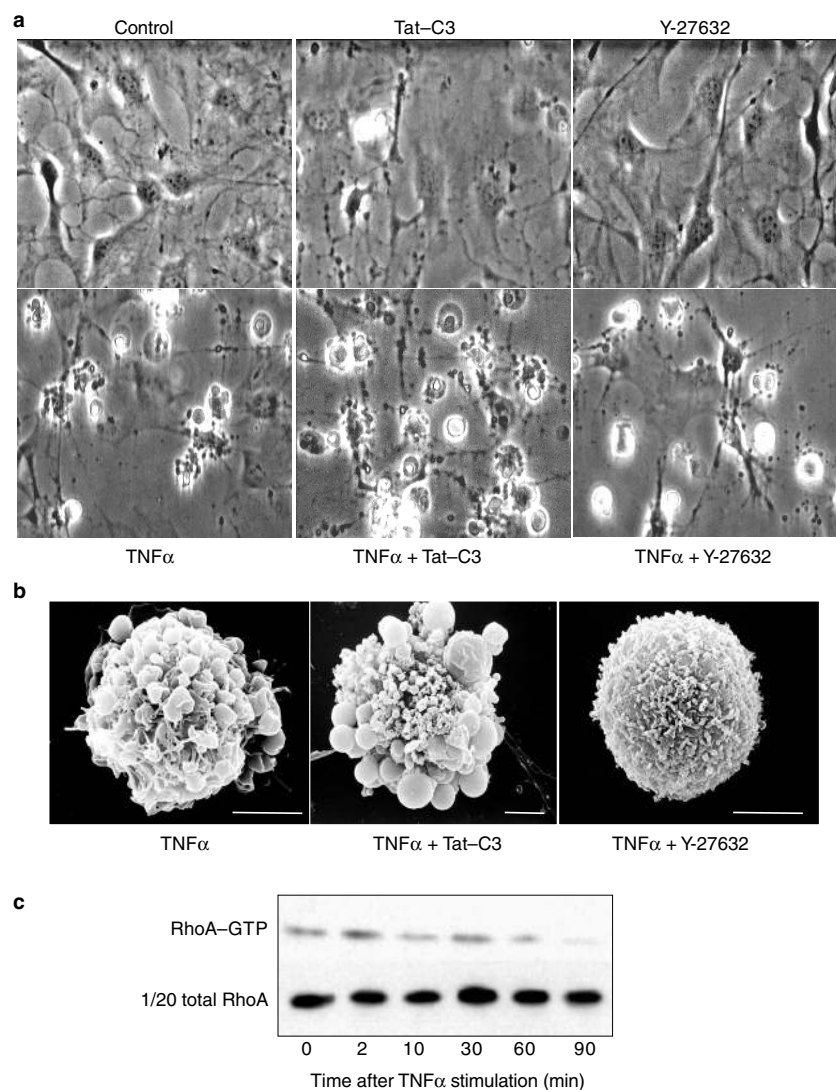 a
Control Tat–C3 Y-27632
TNFα TNFα + Tat–C3 TNFα + Y-27632
b
TNFα TNFα + Tat–C3 TNFα + Y-27632
c
RhoA–GTP
1/20 total RhoA
0 2 10 30 60 90
Time after TNFα stimulation (min)